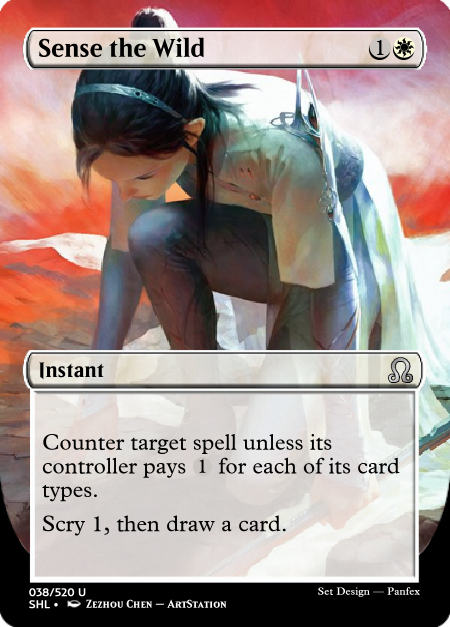 Sense the Wild 1
Instant
Counter target spell unless its
controller pays 1 for each of its card
types.
Scry 1, then draw a card.
038/520 U
Set Design — Panfex
SHL • Zezhou Chen — ArtStation